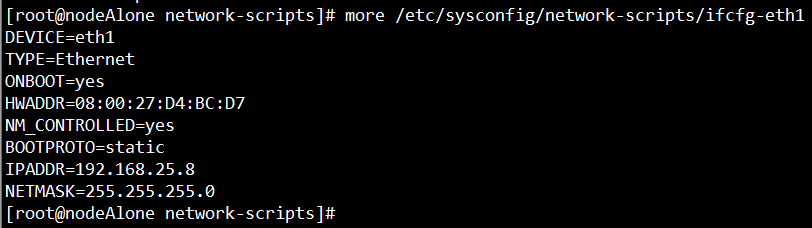 [root@nodeAlone network-scripts]# more /etc/sysconfig/network-scripts/ifcfg-eth1
DEVICE=eth1
TYPE=Ethernet
ONBOOT=yes
HWADDR=08:00:27:D4:BC:D7
NM_CONTROLLED=yes
BOOTPROTO=static
IPADDR=192.168.25.8
NETMASK=255.255.255.0
[root@nodeAlone network-scripts]#